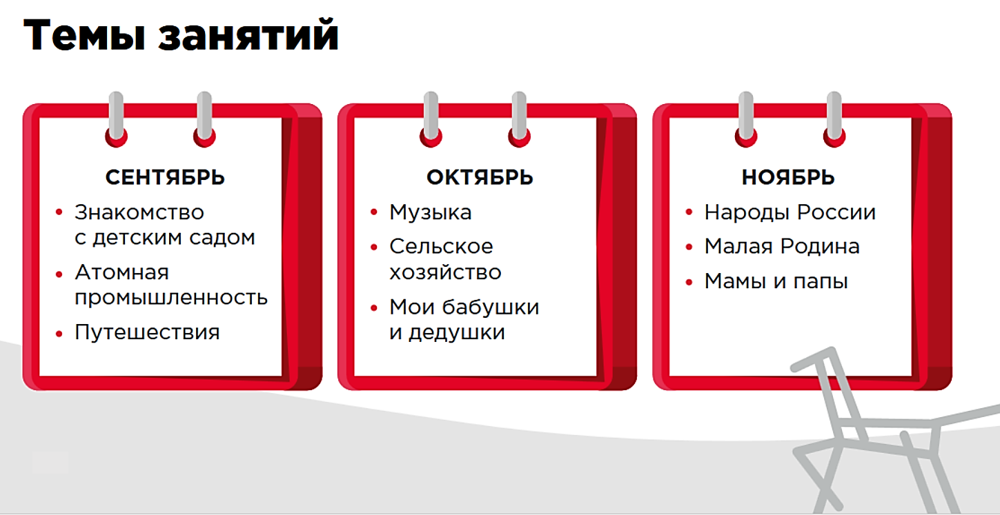 Темы занятий
СЕНТЯБРЬ
• Знакомство
с детским садом
• Атомная
промышленность
• Путешествия
ОКТЯБРЬ
• Музыка
• Сельское
хозяйство
• Мои бабушки
и дедушки
НОЯБРЬ
• Народы России
• Малая Родина
• Мамы и папы